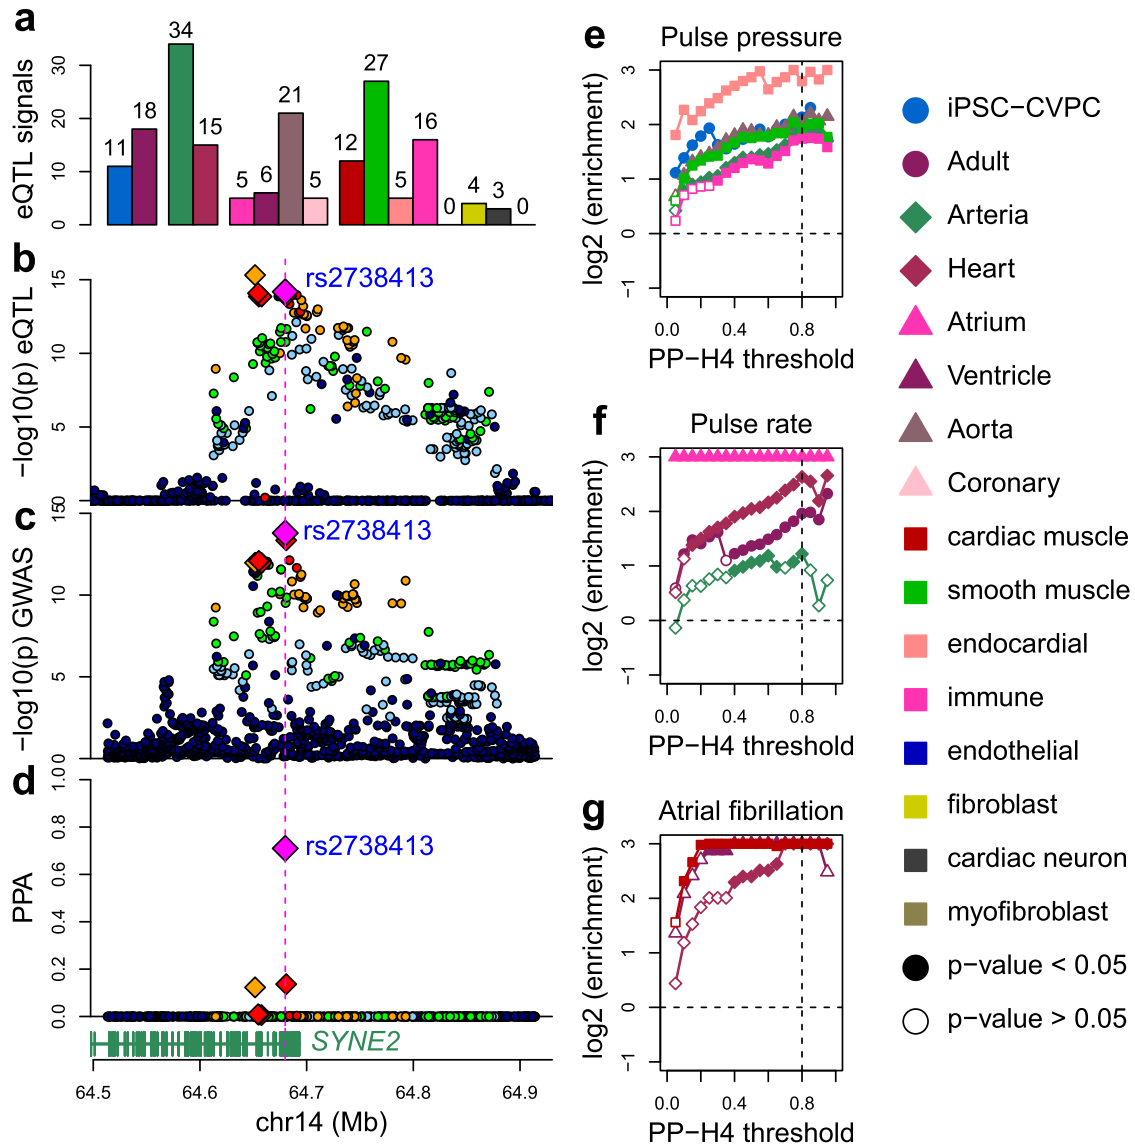 a
eQTL signals
0
10
20
30
11
18
34
15
5
6
21
5
12
27
5
16
0
4
3
0
b
−log10(p) eQTL
0
5
10
15
rs2738413
c
−log10(p) GWAS
0
5
10
15
rs2738413
d
PPA
0.0
0.2
0.4
0.6
0.8
1.0
rs2738413
SYNE2
64.5 64.6 64.7 64.8 64.9
chr14 (Mb)
e
Pulse pressure
log2 (enrichment)
3
2
1
0
−1
0.0 0.4 0.8
PP−H4 threshold
f
Pulse rate
log2 (enrichment)
3
2
1
0
−1
0.0 0.4 0.8
PP−H4 threshold
g
Atrial fibrillation
log2 (enrichment)
3
2
1
0
−1
0.0 0.4 0.8
PP−H4 threshold
iPSC−CVPC
Adult
Arteria
Heart
Atrium
Ventricle
Aorta
Coronary
cardiac muscle
smooth muscle
endocardial
immune
endothelial
fibroblast
cardiac neuron
myofibroblast
p−value < 0.05
p−value > 0.05